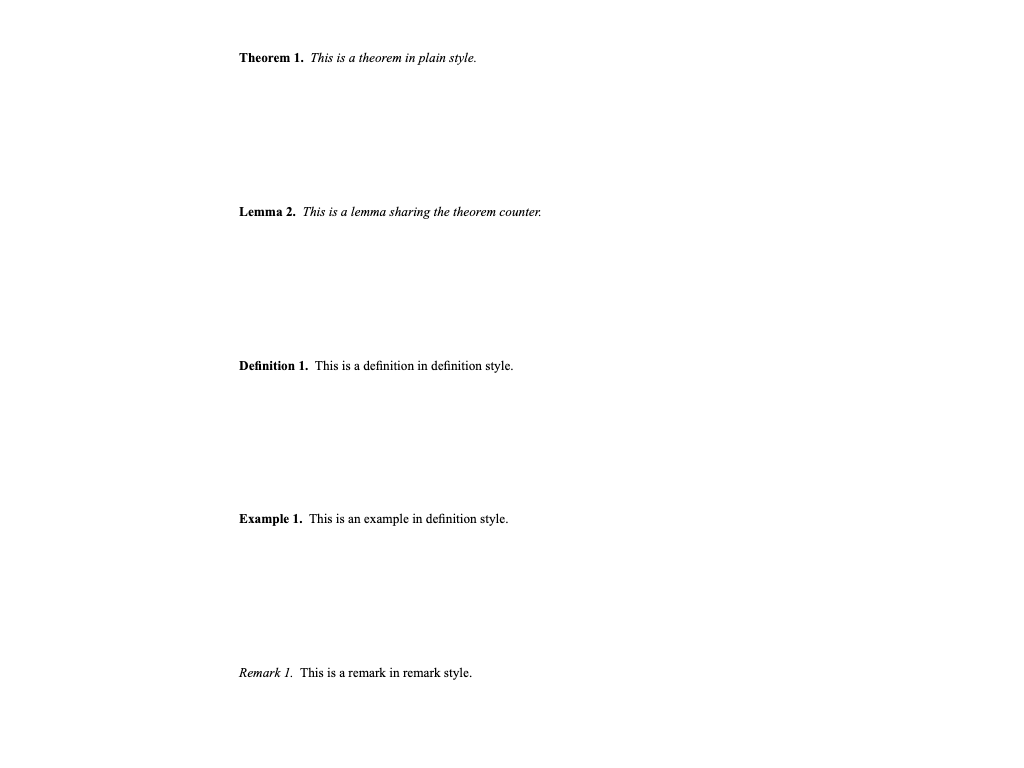 Theorem 1. This is a theorem in plain style.
Lemma 2. This is a lemma sharing the theorem counter.
Definition 1. This is a definition in definition style.
Example 1. This is an example in definition style.
Remark 1. This is a remark in remark style.